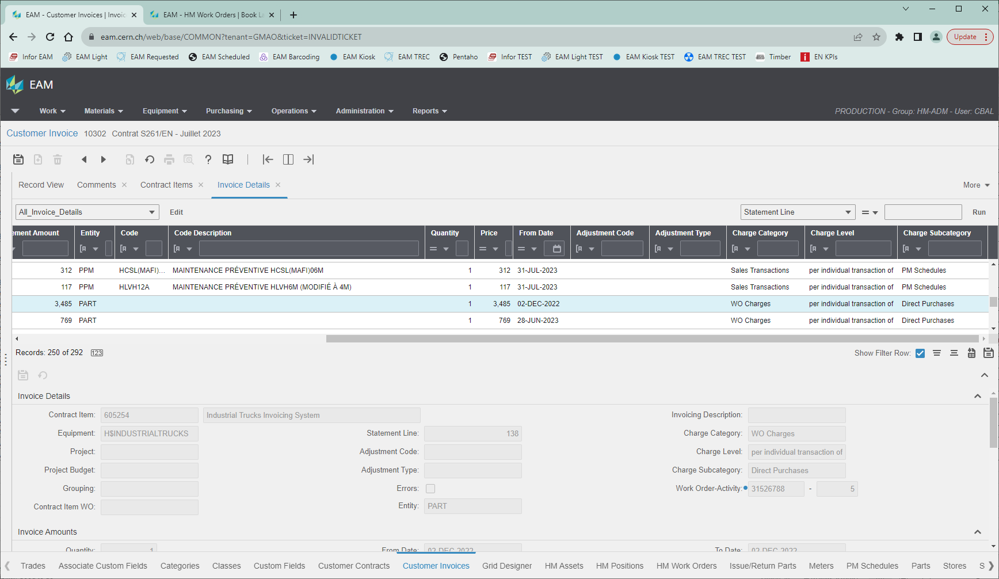 EAM - Customer Invoices | Invoic
EAM - HM Work Orders | Book La
eam.cern.ch/web/base/COMMON?tenant=GMAO&ticket=INVALIDTICKET
Update
Infor EAM
EAM Light
EAM Requested
EAM Scheduled
EAM Barcoding
EAM Kiosk
EAM TREC
Pentaho
Infor TEST
EAM Light TEST
EAM Kiosk TEST
EAM TREC TEST
Timber
EN KPIs
EAM
Work
Materials
Equipment
Purchasing
Operations
Administration
Reports
PRODUCTION - Group: HM-ADM - User: CBAL
Customer Invoice 10302 Contrat S261/EN - Juillet 2023
Record View
Comments
Contract Items
Invoice Details
More
All_Invoice_Details
Edit
Statement Line
Run
ement Amount Entity Code Code Description Quantity Price From Date Adjustment Code Adjustment Type Charge Category Charge Level Charge Subcategory
312 PPM HCSL(MAFI)... MAINTENANCE PRÉVENTIVE HCSL(MAFI)06M 1 312 31-JUL-2023 Sales Transactions per individual transaction of PM Schedules
117 PPM HLVH12A MAINTENANCE PRÉVENTIVE HLVH6M (MODIFIÉ À 4M) 1 117 31-JUL-2023 Sales Transactions per individual transaction of PM Schedules
3,485 PART 1 3,485 02-DEC-2022 WO Charges per individual transaction of Direct Purchases
769 PART 1 769 28-JUN-2023 WO Charges per individual transaction of Direct Purchases
Records: 250 of 292 123
Show Filter Row:
Invoice Details
Contract Item: 605254 Industrial Trucks Invoicing System Invoicing Description:
Equipment: H$INDUSTRIALTRUCKS Statement Line: 138 Charge Category: WO Charges
Project: Adjustment Code: Charge Level: per individual transaction of
Project Budget: Adjustment Type: Charge Subcategory: Direct Purchases
Grouping: Errors: Work Order-Activity: 31526788 - 5
Contract Item WO: Entity: PART
Invoice Amounts
Quantity: 1 From Date: 02-DEC-2022 To Date: 02-DEC-2022
Trades
Associate Custom Fields
Categories
Classes
Custom Fields
Customer Contracts
Customer Invoices
Grid Designer
HM Assets
HM Positions
HM Work Orders
Issue/Return Parts
Meters
PM Schedules
Parts
Stores
S